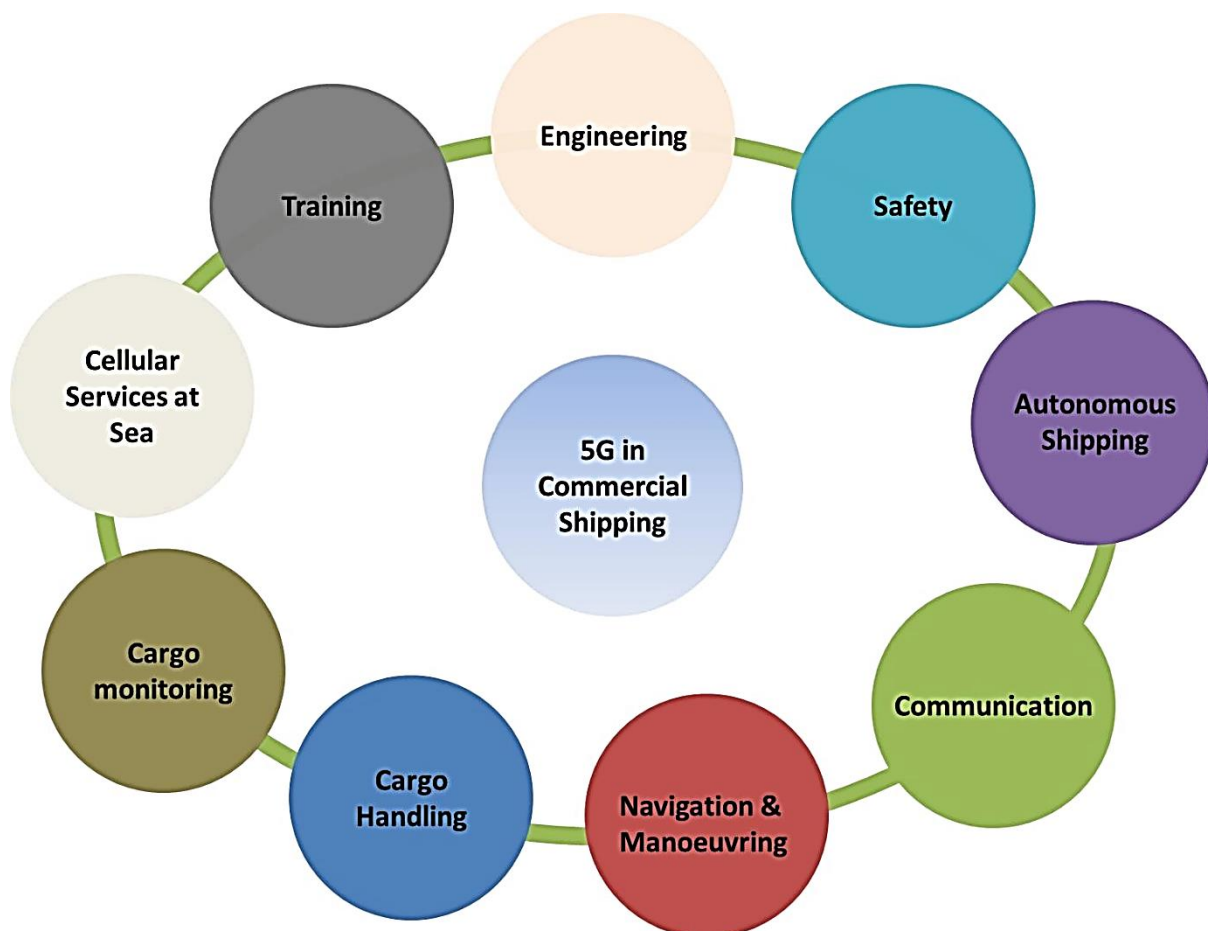 Engineering
Training
Safety
Cellular
Services at
Sea
Autonomous
Shipping
5G in
Commercial
Shipping
Cargo
monitoring
Communication
Cargo
Handling
Navigation &
Manoeuvring